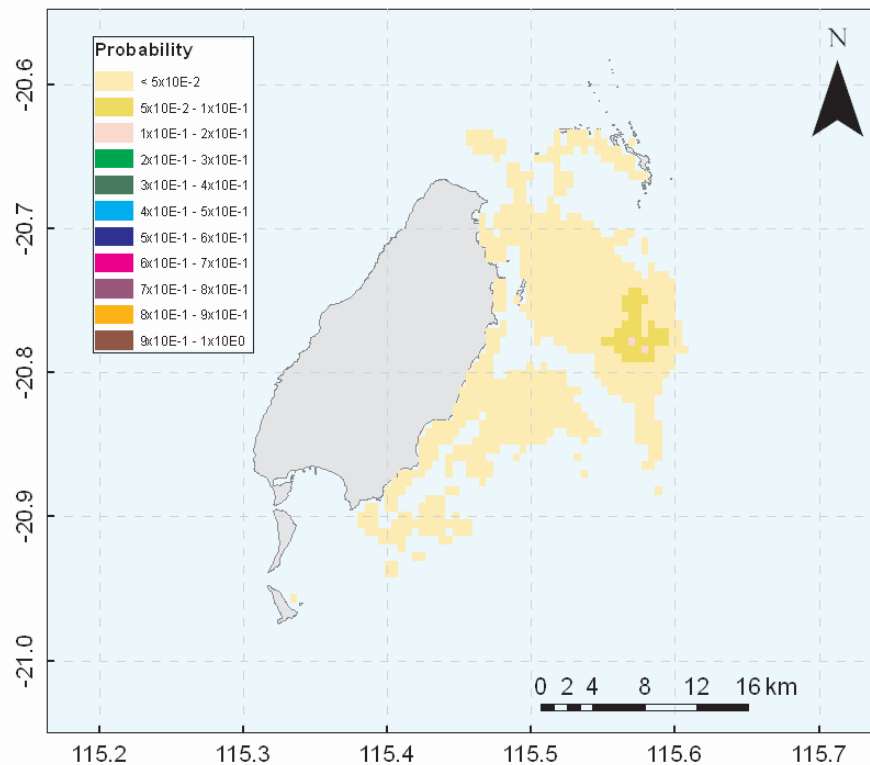 Probability
< 5x10E-2
5x10E-2 - 1x10E-1
1x10E-1 - 2x10E-1
2x10E-1 - 3x10E-1
3x10E-1 - 4x10E-1
4x10E-1 - 5x10E-1
5x10E-1 - 6x10E-1
6x10E-1 - 7x10E-1
7x10E-1 - 8x10E-1
8x10E-1 - 9x10E-1
9x10E-1 - 1x10E0
N
-20.6
-20.7
-20.8
-20.9
-21.0
0 2 4 8 12 16 km
115.2 115.3 115.4 115.5 115.6 115.7